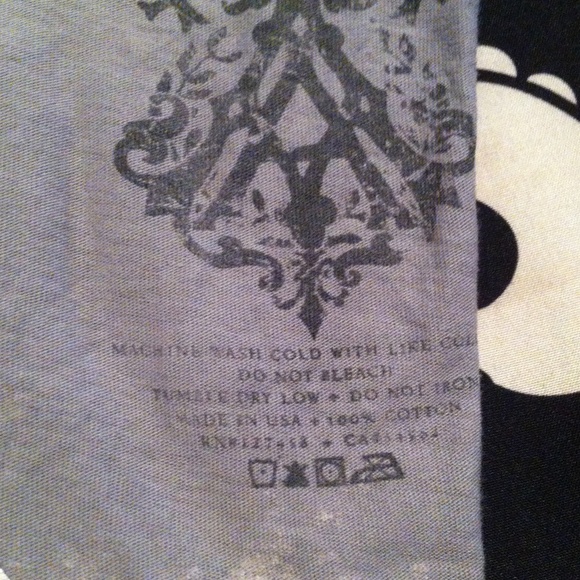 MACHINE WASH COLD WITH LIKE COL
DO NOT BLEACH
TUMBLE DRY LOW + DO NOT IRON
MADE IN USA + 100% COTTON